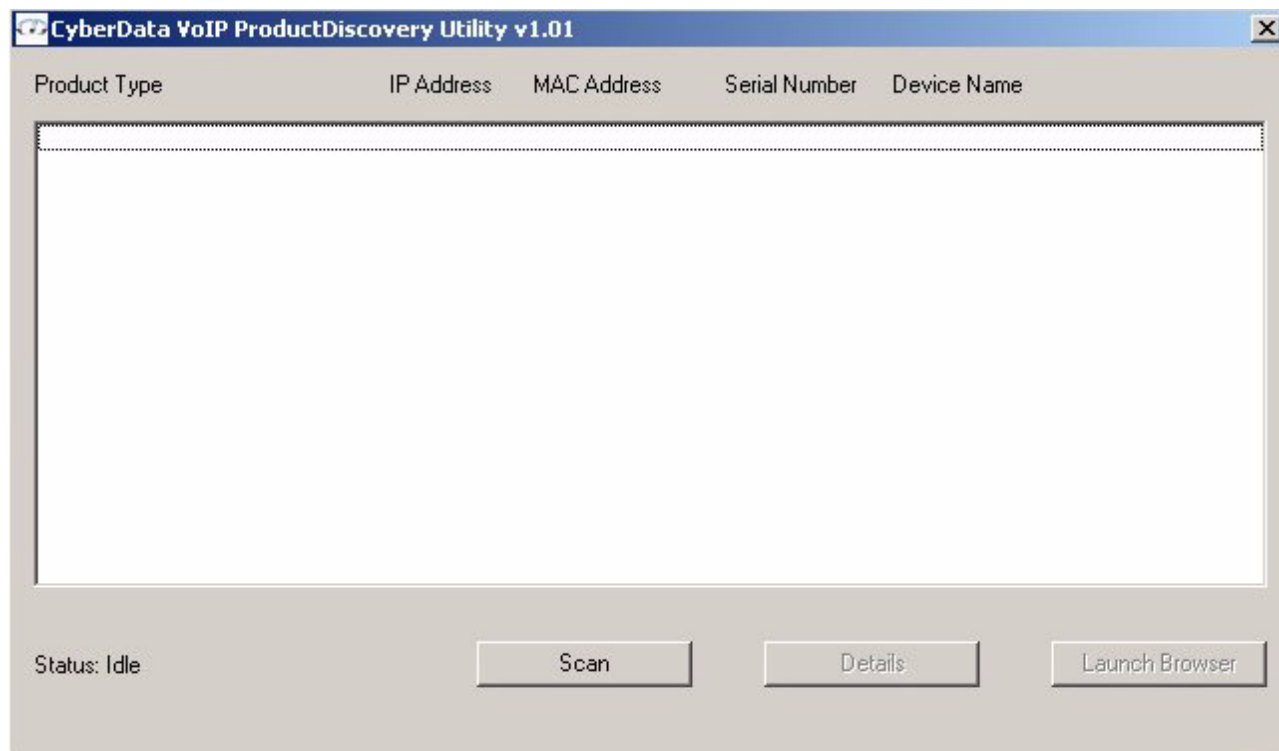 CyberData VoIP ProductDiscovery Utility v1.01
Product Type IP Address MAC Address Serial Number Device Name
Status: Idle Scan Details Launch Browser